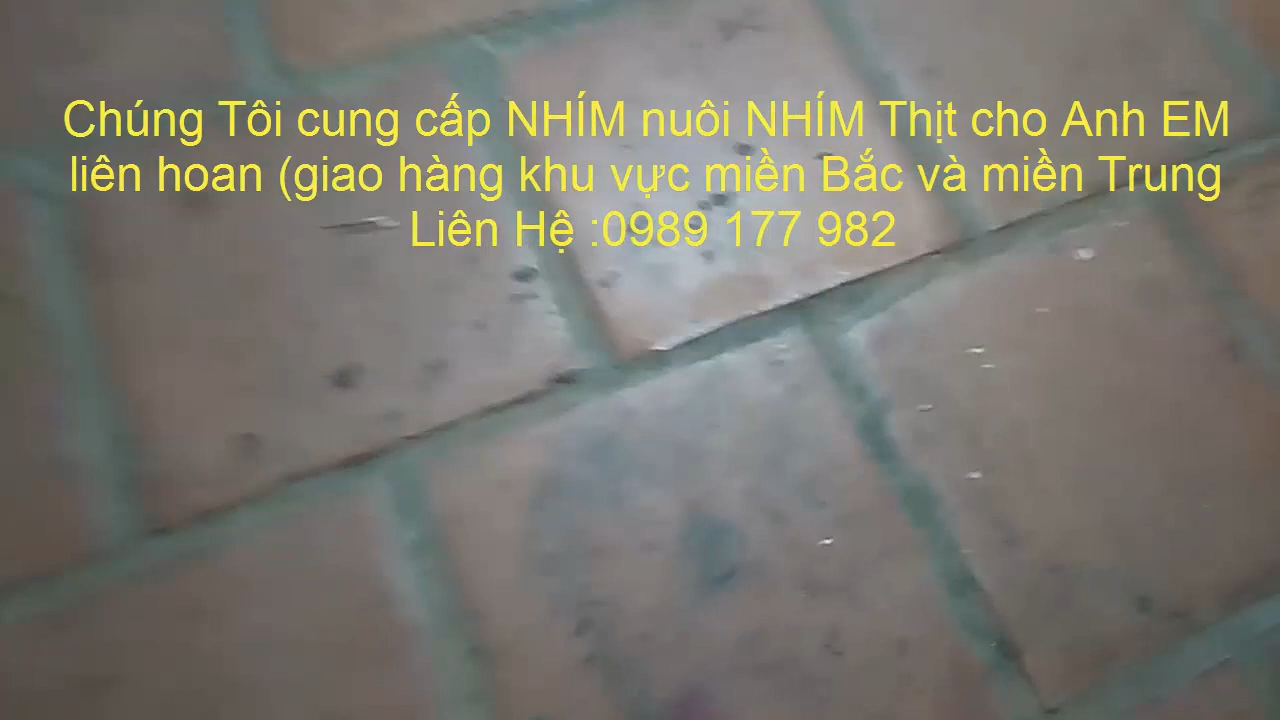 Chúng Tôi cung cấp NHÍM nuôi NHÍM Thịt cho Anh EM
liên hoan (giao hàng khu vực miền Bắc và miền Trung
Liên Hệ :0989 177 982